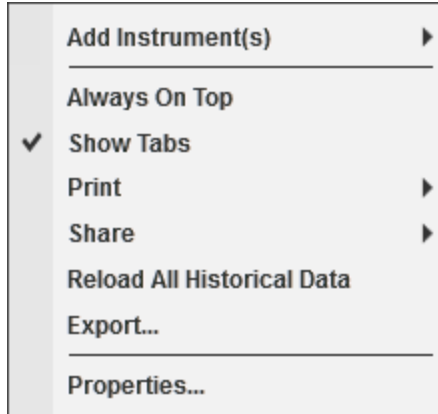 Add Instrument(s)
Always On Top
Show Tabs
Print
Share
Reload All Historical Data
Export...
Properties...